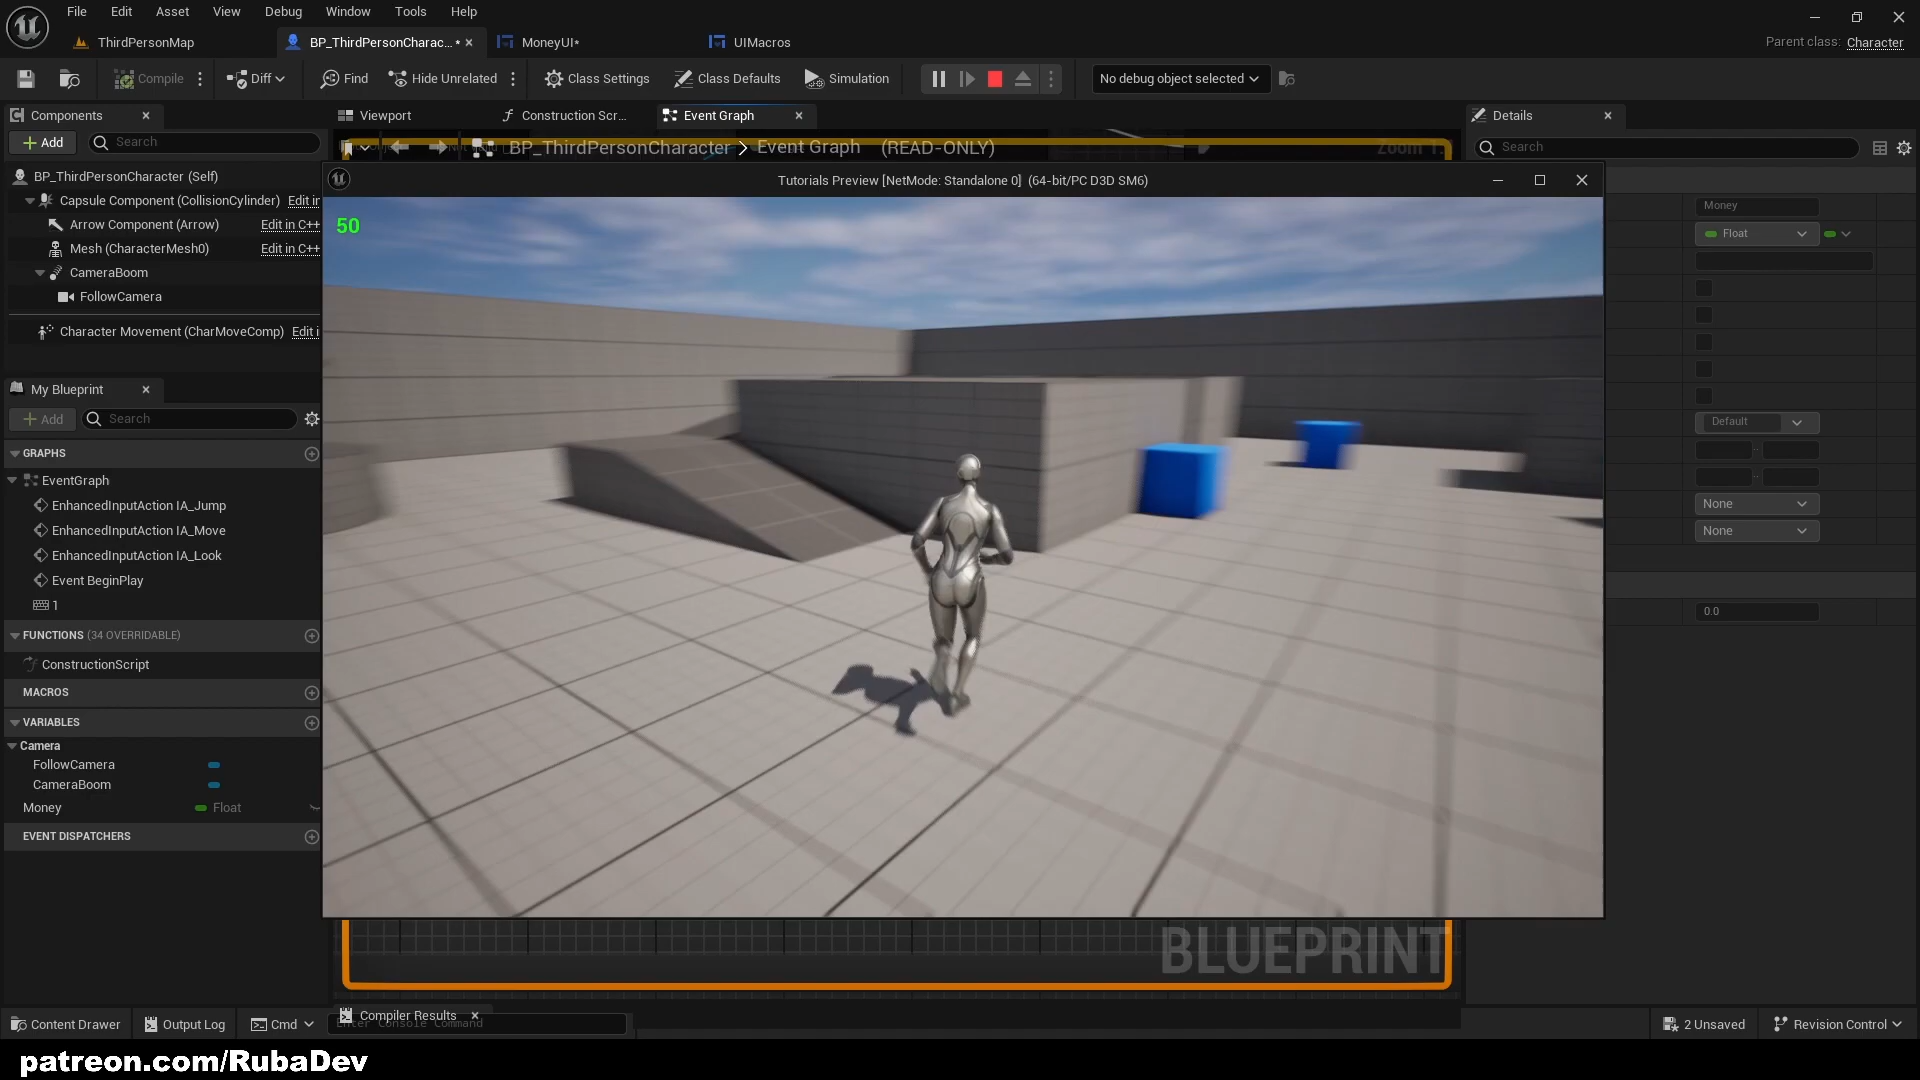 File Edit Asset View Debug Window Tools Help
ThirdPersonMap BP_ThirdPersonCharac... * MoneyUI* UIMacros Parent class: Character
Compile Diff Find Hide Unrelated Class Settings Class Defaults Simulation No debug object selected
Components Viewport Construction Scr... Event Graph Details
Add Search BP_ThirdPersonCharacter > Event Graph (READ-ONLY) Search
BP_ThirdPersonCharacter (Self) Tutorials Preview [NetMode: Standalone 0] (64-bit/PC D3D SM6)
Capsule Component (CollisionCylinder) Edit in Money
Arrow Component (Arrow) Edit in C++ 50 Float
Mesh (CharacterMesh0) Edit in C++
CameraBoom
FollowCamera
Character Movement (CharMoveComp) Edit i
My Blueprint
Add Search Default
GRAPHS
EventGraph
EnhancedInputAction IA_Jump None
EnhancedInputAction IA_Move None
EnhancedInputAction IA_Look
Event BeginPlay
1 0.0
FUNCTIONS (34 OVERRIDABLE)
ConstructionScript
MACROS
VARIABLES
Camera
FollowCamera
CameraBoom
Money Float
EVENT DISPATCHERS
BLUEPRINT
Compiler Results
Content Drawer Output Log Cmd Enter Console Command 2 Unsaved Revision Control
patreon.com/RubaDev